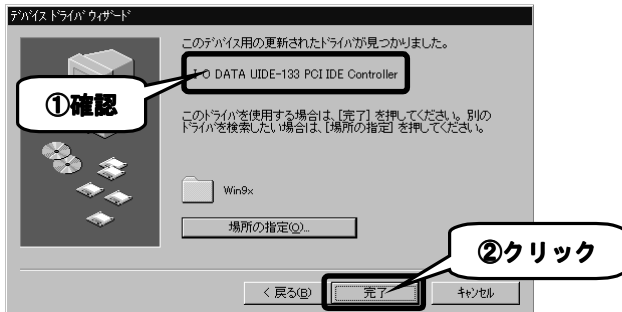 デバイス ドライバ ウィザード
このデバイス用の更新されたドライバが見つかりました。
I-O DATA UIDE-133 PCI IDE Controller
①確認
このドライバを使用する場合は、[完了] を押してください。別の
ドライバを検索したい場合は、[場所の指定] を押してください。
Win9x
場所の指定(O)...
②クリック
< 戻る(B)
完了
キャンセル